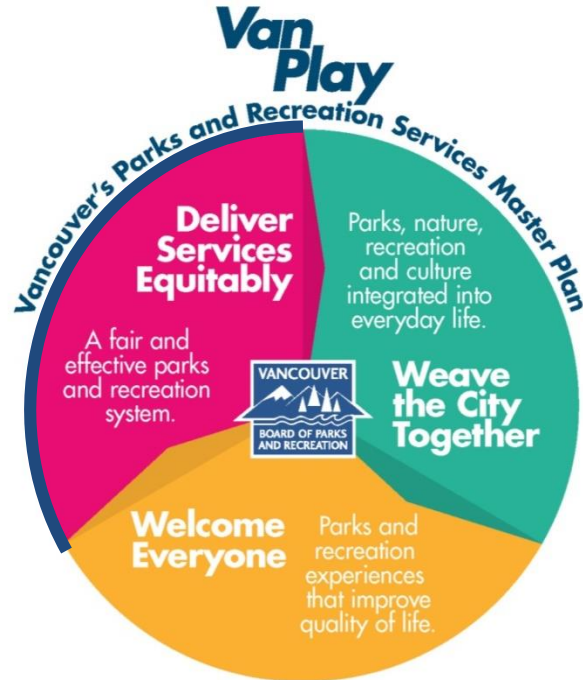 Van
Play
Vancouver's Parks and Recreation Services Master Plan
Deliver
Services
Equitably
A fair and
effective parks
and recreation
system.
Parks, nature,
recreation
and culture
integrated into
everyday life.
Weave
the City
Together
VANCOUVER
BOARD OF PARKS
AND RECREATION
Welcome
Everyone
Parks and
recreation
experiences
that improve
quality of life.